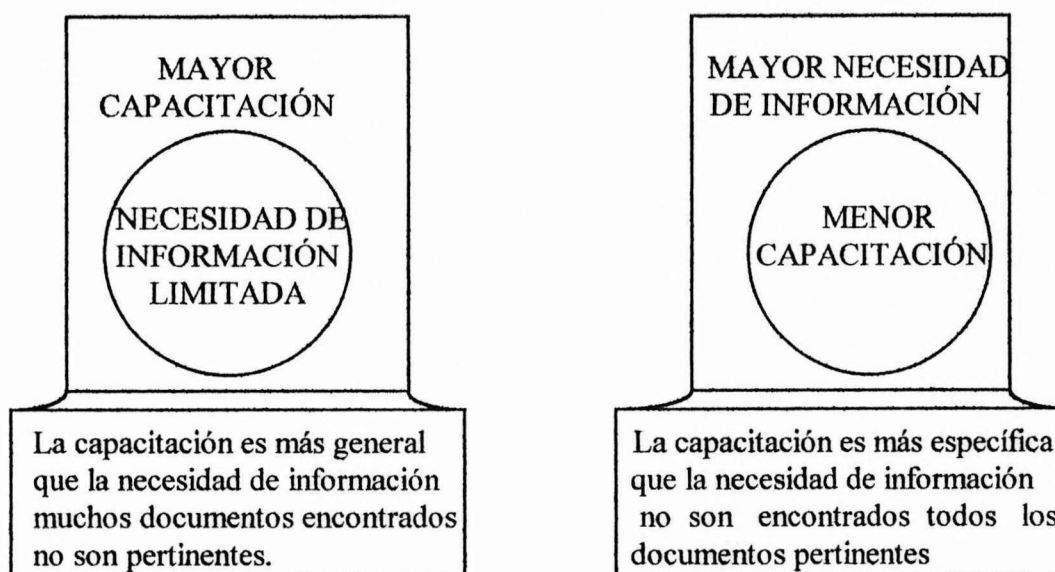 MAYOR
CAPACITACIÓN
NECESIDAD DE
INFORMACIÓN
LIMITADA
La capacitación es más general
que la necesidad de información
muchos documentos encontrados
no son pertinentes.
MAYOR NECESIDAD
DE INFORMACIÓN
MENOR
CAPACITACIÓN
La capacitación es más específica
que la necesidad de información
no son encontrados todos los
documentos pertinentes